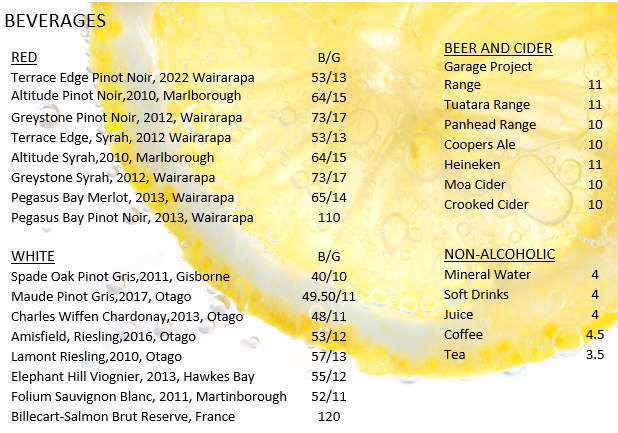 BEVERAGES
RED B/G
Terrace Edge Pinot Noir, 2022 Wairarapa 53/13
Altitude Pinot Noir,2010, Marlborough 64/15
Greystone Pinot Noir, 2012, Wairarapa 73/17
Terrace Edge, Syrah, 2012 Wairarapa 53/13
Altitude Syrah,2010, Marlborough 64/15
Greystone Syrah, 2012, Wairarapa 73/17
Pegasus Bay Merlot, 2013, Wairarapa 65/14
Pegasus Bay Pinot Noir, 2013, Wairarapa 110
WHITE B/G
Spade Oak Pinot Gris,2011, Gisborne 40/10
Maude Pinot Gris,2017, Otago 49.50/11
Charles Wiffen Chardonay,2013, Otago 48/11
Amisfield, Riesling,2016, Otago 53/12
Lamont Riesling,2010, Otago 57/13
Elephant Hill Viognier, 2013, Hawkes Bay 55/12
Folium Sauvignon Blanc, 2011, Martinborough 52/11
Billecart-Salmon Brut Reserve, France 120
BEER AND CIDER
Garage Project
Range 11
Tuatara Range 11
Panhead Range 10
Coopers Ale 10
Heineken 11
Moa Cider 10
Crooked Cider 10
NON-ALCOHOLIC
Mineral Water 4
Soft Drinks 4
Juice 4
Coffee 4.5
Tea 3.5